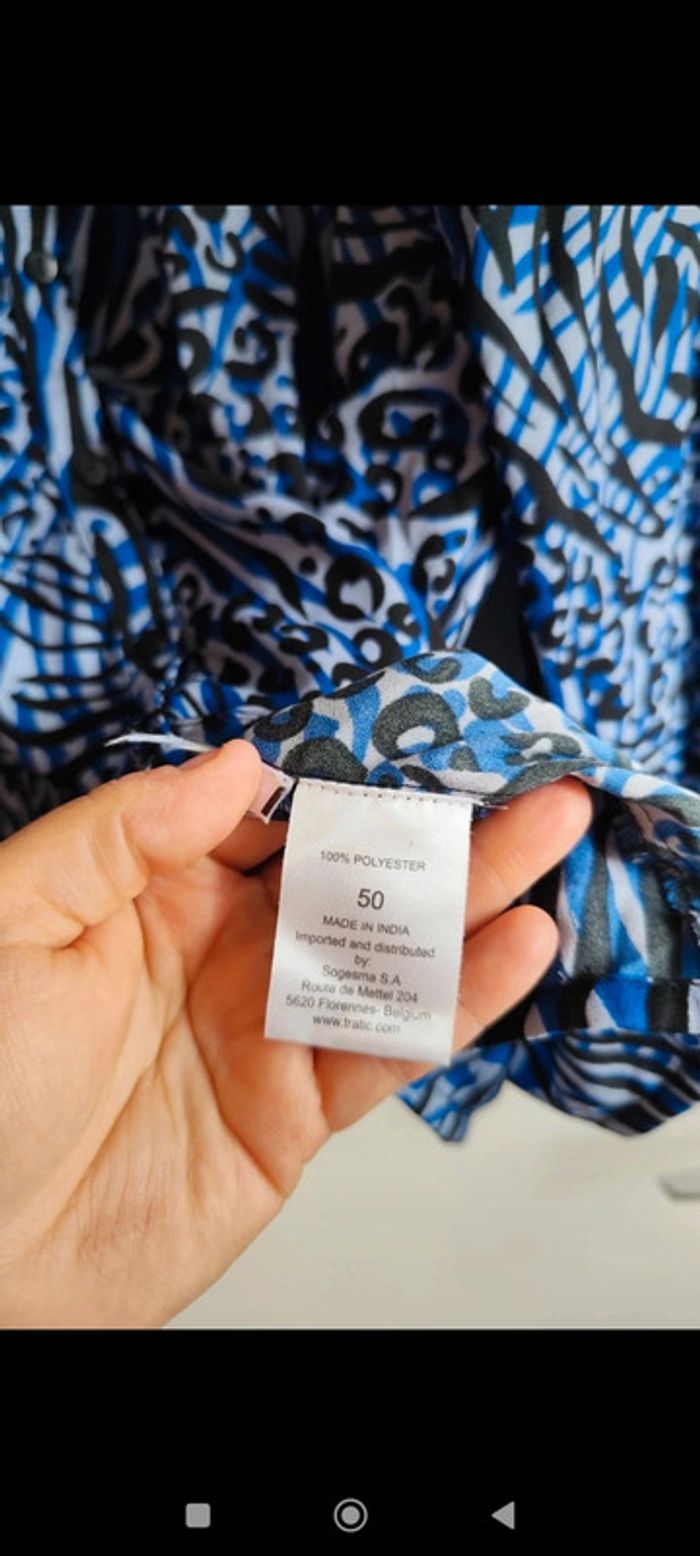 100% POLYESTER
50
MADE IN INDIA
Imported and distributed
by:
Sogesma S.A
Route de Mettet 204
5620 Florennes- Belgium
www.tratic.com